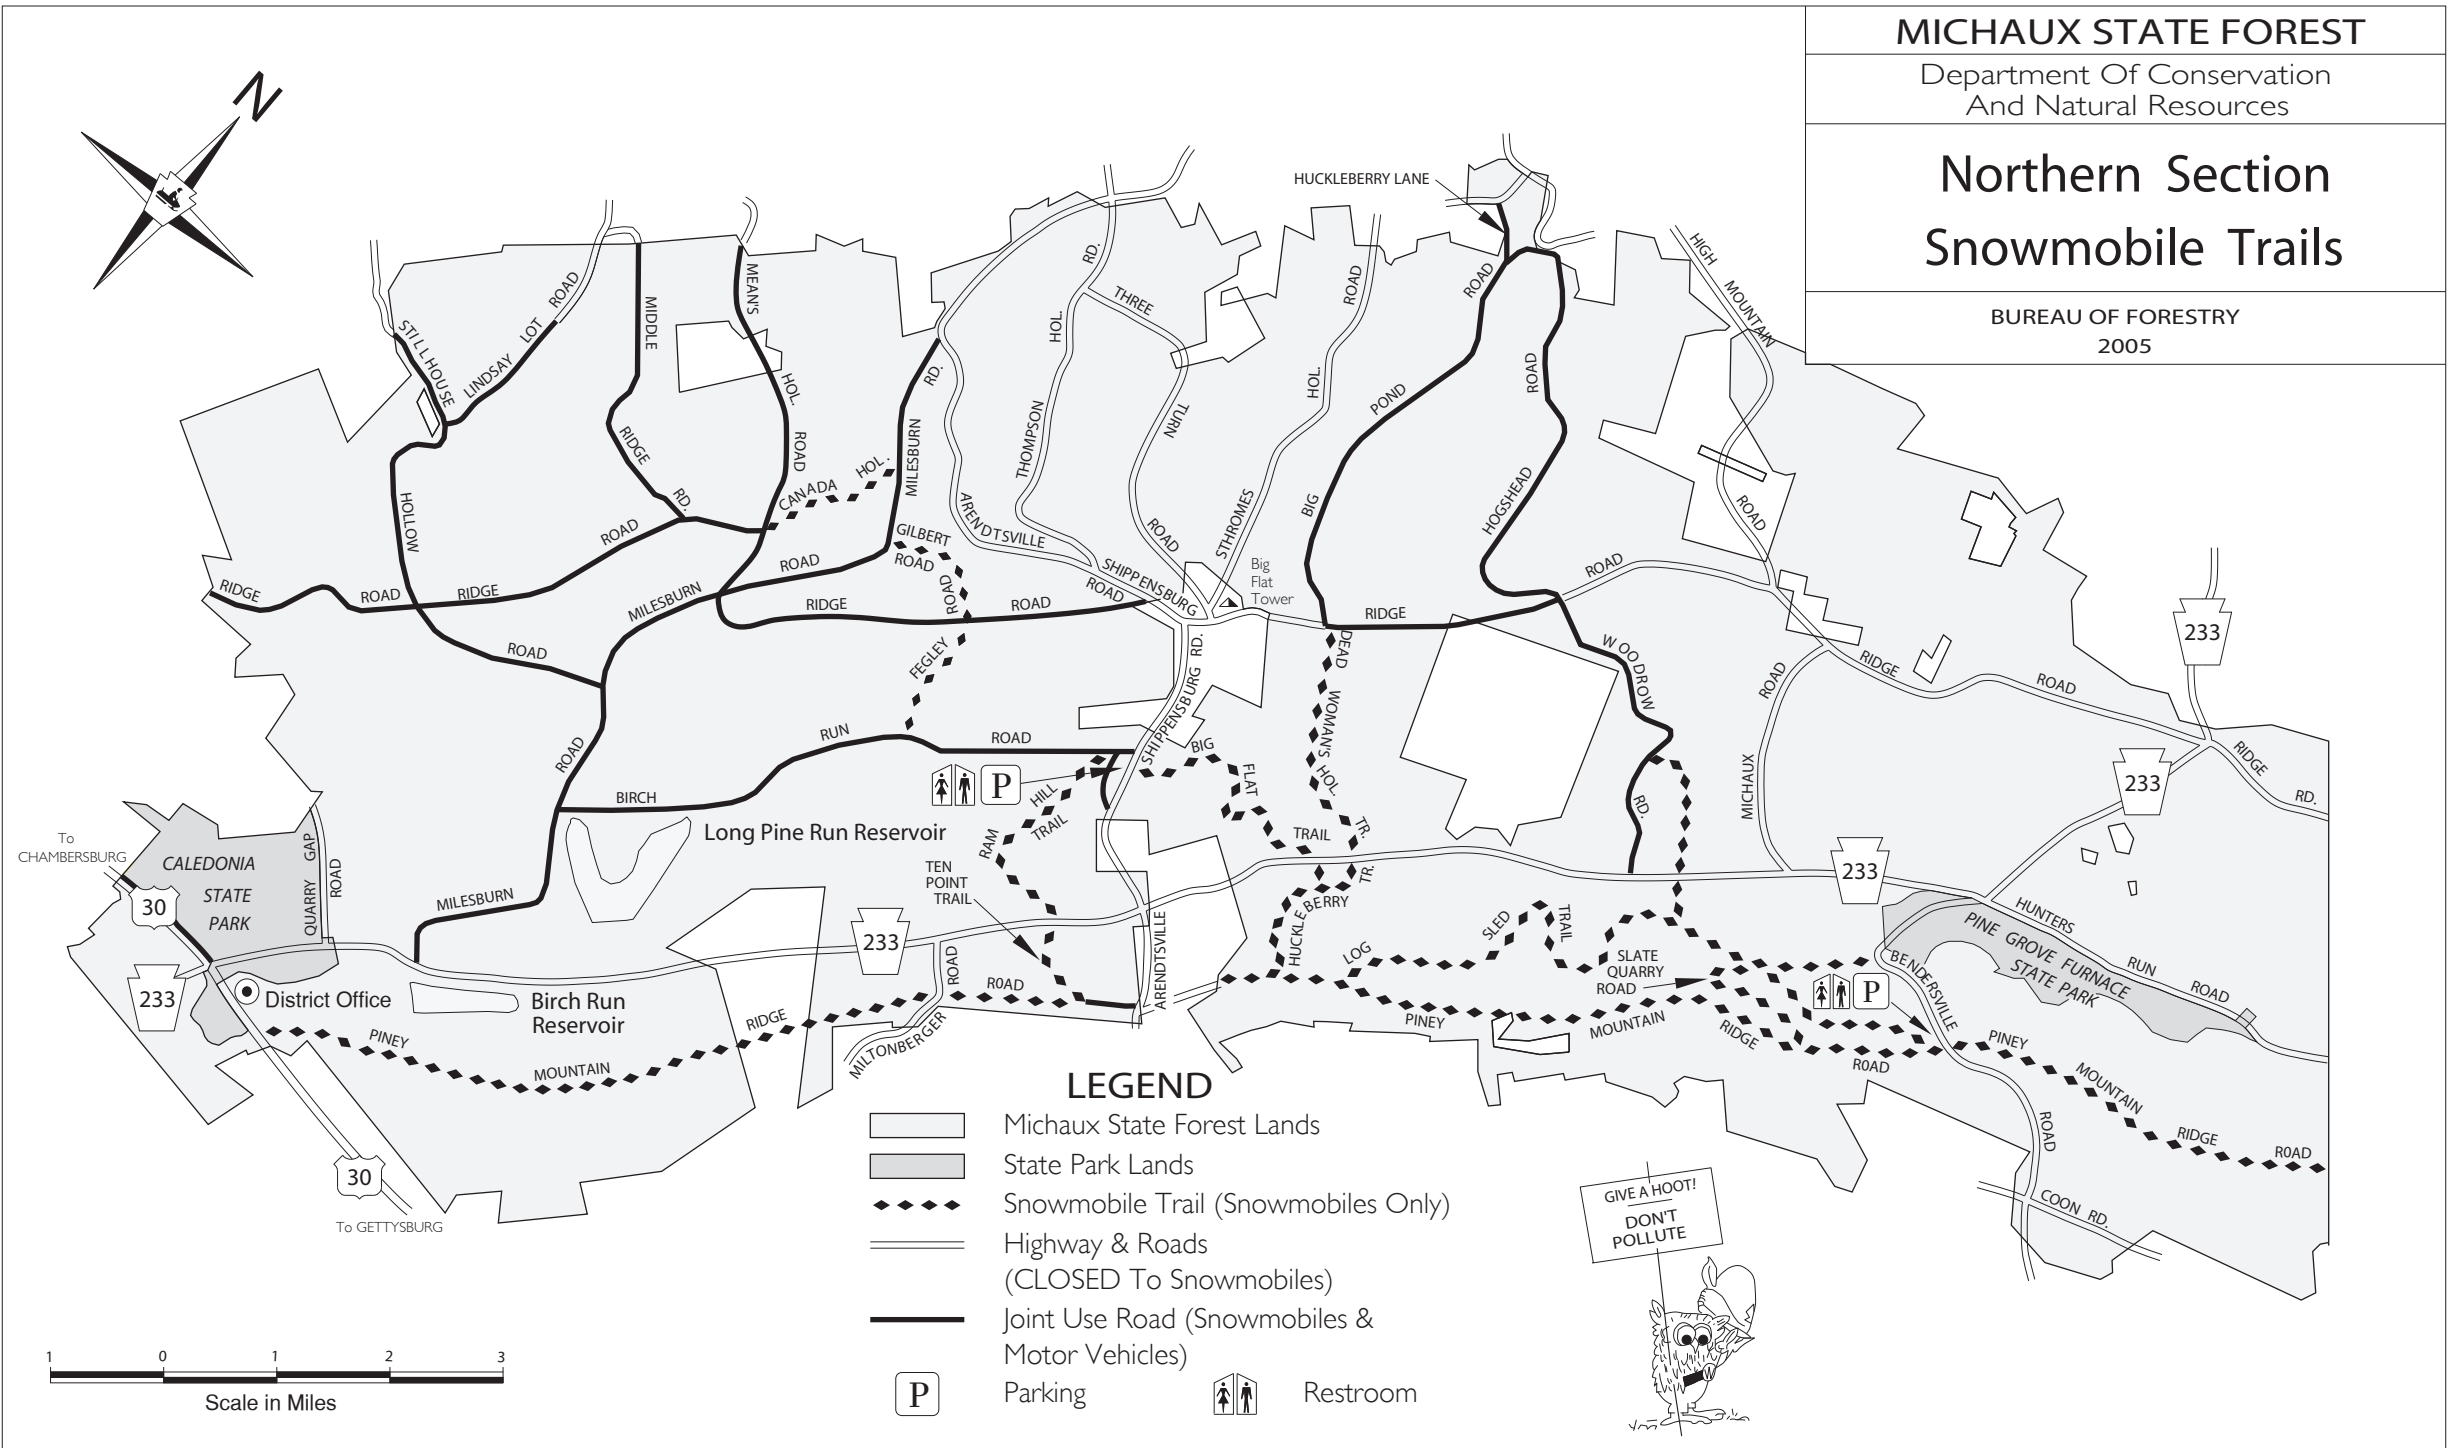 MICHAUX STATE FOREST
Department Of Conservation
And Natural Resources
Northern Section
Snowmobile Trails
BUREAU OF FORESTRY
2005
N
HUCKLEBERRY LANE
STILLHOUSE
HOLLOW
ROAD
LINDSAY LOT ROAD
MIDDLE
RIDGE
RD.
MEAN'S
HOL.
ROAD
CANADA HOL.
MILESBURN RD.
GILBERT
ROAD
ARENDTSVILLE
SHIPPENSBURG
ROAD
THOMPSON HOL. RD.
THREE
TURN
ROAD
STHROMES HOL. ROAD
Big
Flat
Tower
BIG POND ROAD
HOGSHEAD ROAD
HIGH
MOUNTAIN
ROAD
RIDGE
ROAD
RIDGE
ROAD
MILESBURN
ROAD
RIDGE
ROAD
FEGLEY
ROAD
RIDGE
ROAD
RIDGE
ROAD
RIDGE
RD.
WOODROW
RD.
MICHAUX
ROAD
233
233
233
DEAD
WOMAN'S
HOL.
TR.
SHIPPENSBURG RD.
BIG
FLAT
TRAIL
BIRCH
RUN
ROAD
ROAD
MILESBURN
P
RAM
HILL
TRAIL
TEN
POINT
TRAIL
Long Pine Run Reservoir
To
CHAMBERSBURG
30
CALEDONIA
STATE
PARK
QUARRY GAP
ROAD
233
233
District Office
Birch Run
Reservoir
PINEY
MOUNTAIN
RIDGE
ROAD
MILTONBERGER
ROAD
ARENDTSVILLE
HUCKLEBERRY
TR.
LOG
SLED
TRAIL
SLATE
QUARRY
ROAD
P
PINEY
MOUNTAIN
RIDGE
ROAD
BENDERSVILLE
ROAD
HUNTERS
RUN
ROAD
PINE GROVE FURNACE
STATE PARK
PINEY
MOUNTAIN
RIDGE
ROAD
COON RD.
30
To GETTYSBURG
LEGEND
Michaux State Forest Lands
State Park Lands
Snowmobile Trail (Snowmobiles Only)
Highway & Roads
(CLOSED To Snowmobiles)
Joint Use Road (Snowmobiles &
Motor Vehicles)
P
Parking
Restroom
GIVE A HOOT!
DON'T
POLLUTE
W
1 0 1 2 3
Scale in Miles